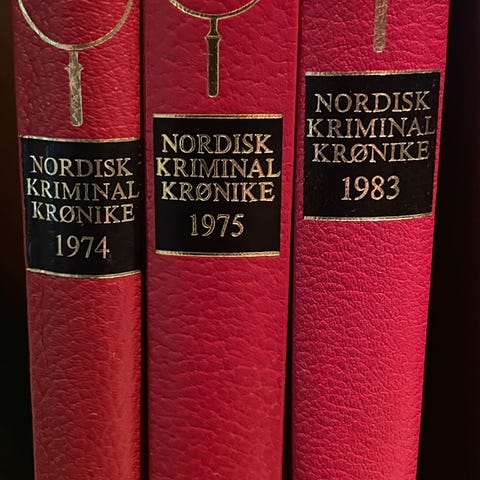 NORDISK
KRIMINAL
KRØNIKE
1974
NORDISK
KRIMINAL
KRØNIKE
1975
NORDISK
KRIMINAL
KRØNIKE
1983